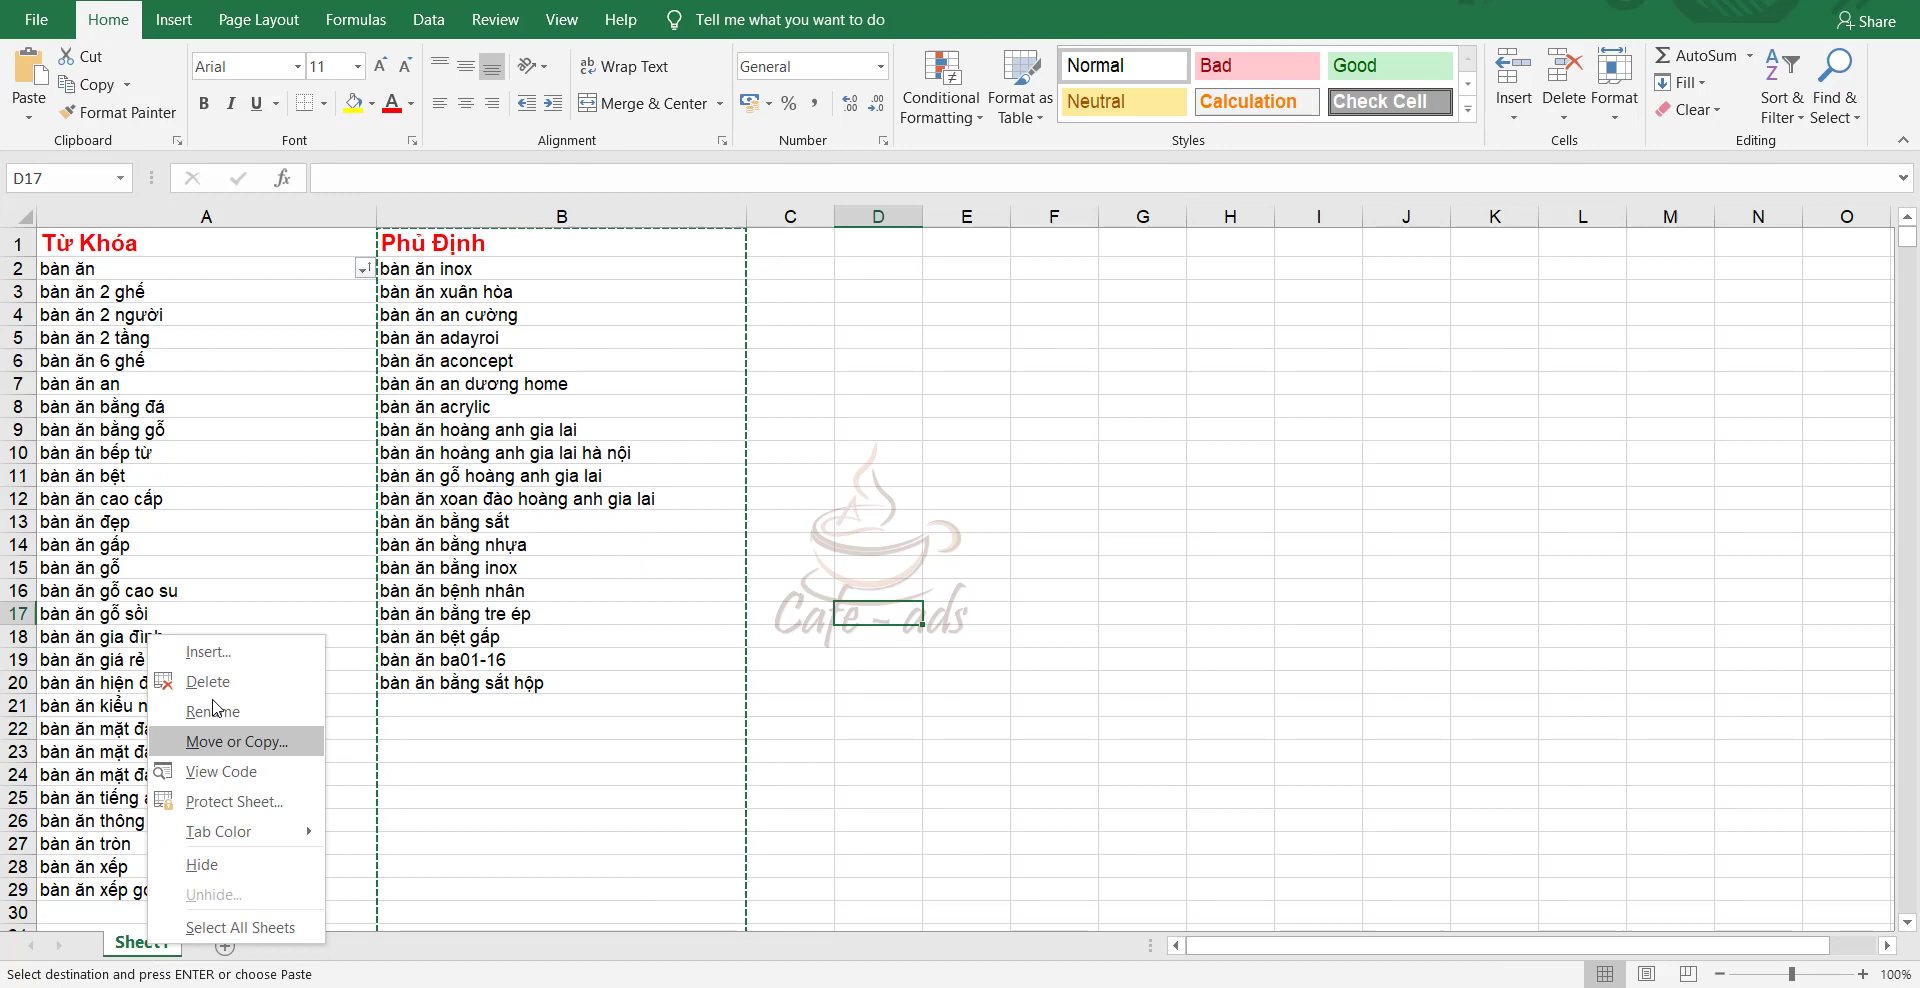 File Home Insert Page Layout Formulas Data Review View Help Tell me what you want to do Share
Cut
Copy
Format Painter
Paste
Clipboard
Arial 11
B I U
Font
Wrap Text
Merge & Center
Alignment
General
%
Number
Conditional Formatting
Format as Table
Normal Bad Good
Neutral Calculation Check Cell
Styles
Insert Delete Format
Cells
AutoSum
Fill
Clear
Sort & Filter
Find & Select
Editing
D17 fx
A B C D E F G H I J K L M N O
1 Từ Khóa Phủ Định
2 bàn ăn bàn ăn inox
3 bàn ăn 2 ghế bàn ăn xuân hòa
4 bàn ăn 2 người bàn ăn an cường
5 bàn ăn 2 tầng bàn ăn adayroi
6 bàn ăn 6 ghế bàn ăn aconcept
7 bàn ăn an bàn ăn an dương home
8 bàn ăn bằng đá bàn ăn acrylic
9 bàn ăn bằng gỗ bàn ăn hoàng anh gia lai
10 bàn ăn bếp từ bàn ăn hoàng anh gia lai hà nội
11 bàn ăn bệt bàn ăn gỗ hoàng anh gia lai
12 bàn ăn cao cấp bàn ăn xoan đào hoàng anh gia lai
13 bàn ăn đẹp bàn ăn bằng sắt
14 bàn ăn gấp bàn ăn bằng nhựa
15 bàn ăn gỗ bàn ăn bằng inox
16 bàn ăn gỗ cao su bàn ăn bệnh nhân
17 bàn ăn gỗ sồi bàn ăn bằng tre ép
18 bàn ăn gia đình bàn ăn bệt gấp
19 bàn ăn giá rẻ bàn ăn ba01-16
20 bàn ăn hiện bàn ăn bằng sắt hộp
21 bàn ăn kiểu
22 bàn ăn mặt
23 bàn ăn mặt
24 bàn ăn mặt
25 bàn ăn tiếng
26 bàn ăn thông
27 bàn ăn tròn
28 bàn ăn xếp
29 bàn ăn xếp
30
Cafe - ads
Insert...
Delete
Rename
Move or Copy...
View Code
Protect Sheet...
Tab Color
Hide
Unhide...
Select All Sheets
Sheet1
Select destination and press ENTER or choose Paste
100%